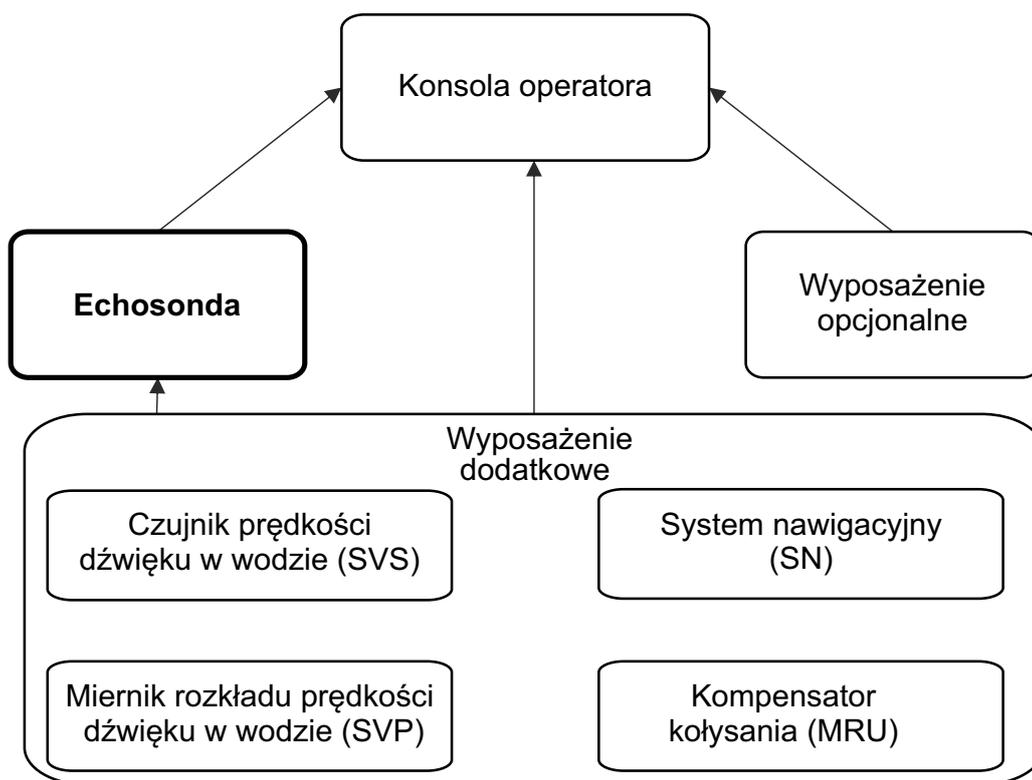 Konsola operatora
Echosonda
Wyposażenie
opcjonalne
Wyposażenie
dodatkowe
Czujnik prędkości
dźwięku w wodzie (SVS)
System nawigacyjny
(SN)
Miernik rozkładu prędkości
dźwięku w wodzie (SVP)
Kompensator
kołysania (MRU)